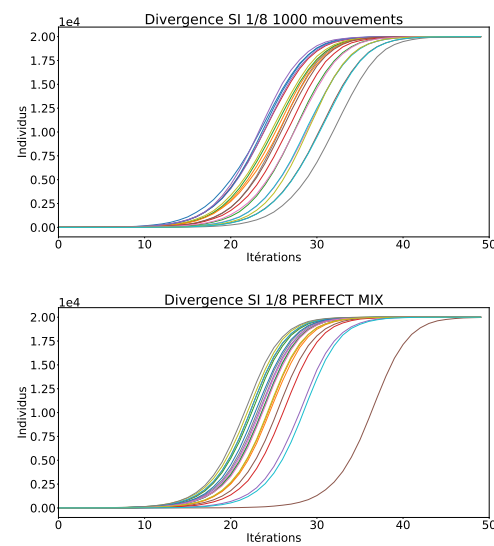 Divergence SI 1/8 1000 mouvements
1e4
2.00
1.75
1.50
1.25
1.00
0.75
0.50
0.25
0.00
Individus
0 10 20 30 40 50
Itérations
Divergence SI 1/8 PERFECT MIX
1e4
2.00
1.75
1.50
1.25
1.00
0.75
0.50
0.25
0.00
Individus
0 10 20 30 40 50
Itérations